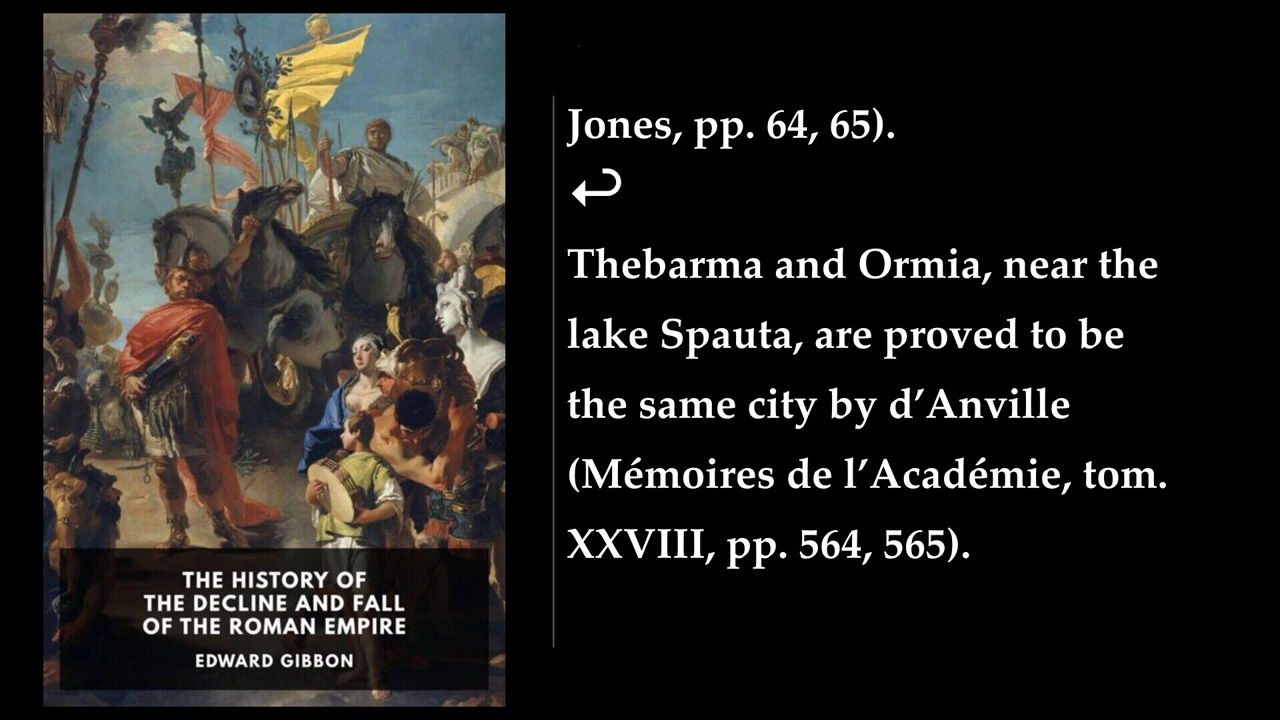 THE HISTORY OF
THE DECLINE AND FALL
OF THE ROMAN EMPIRE
EDWARD GIBBON
Jones, pp. 64, 65).
↩
Thebarma and Ormia, near the
lake Spauta, are proved to be
the same city by d’Anville
(Mémoires de l’Académie, tom.
XXVIII, pp. 564, 565).